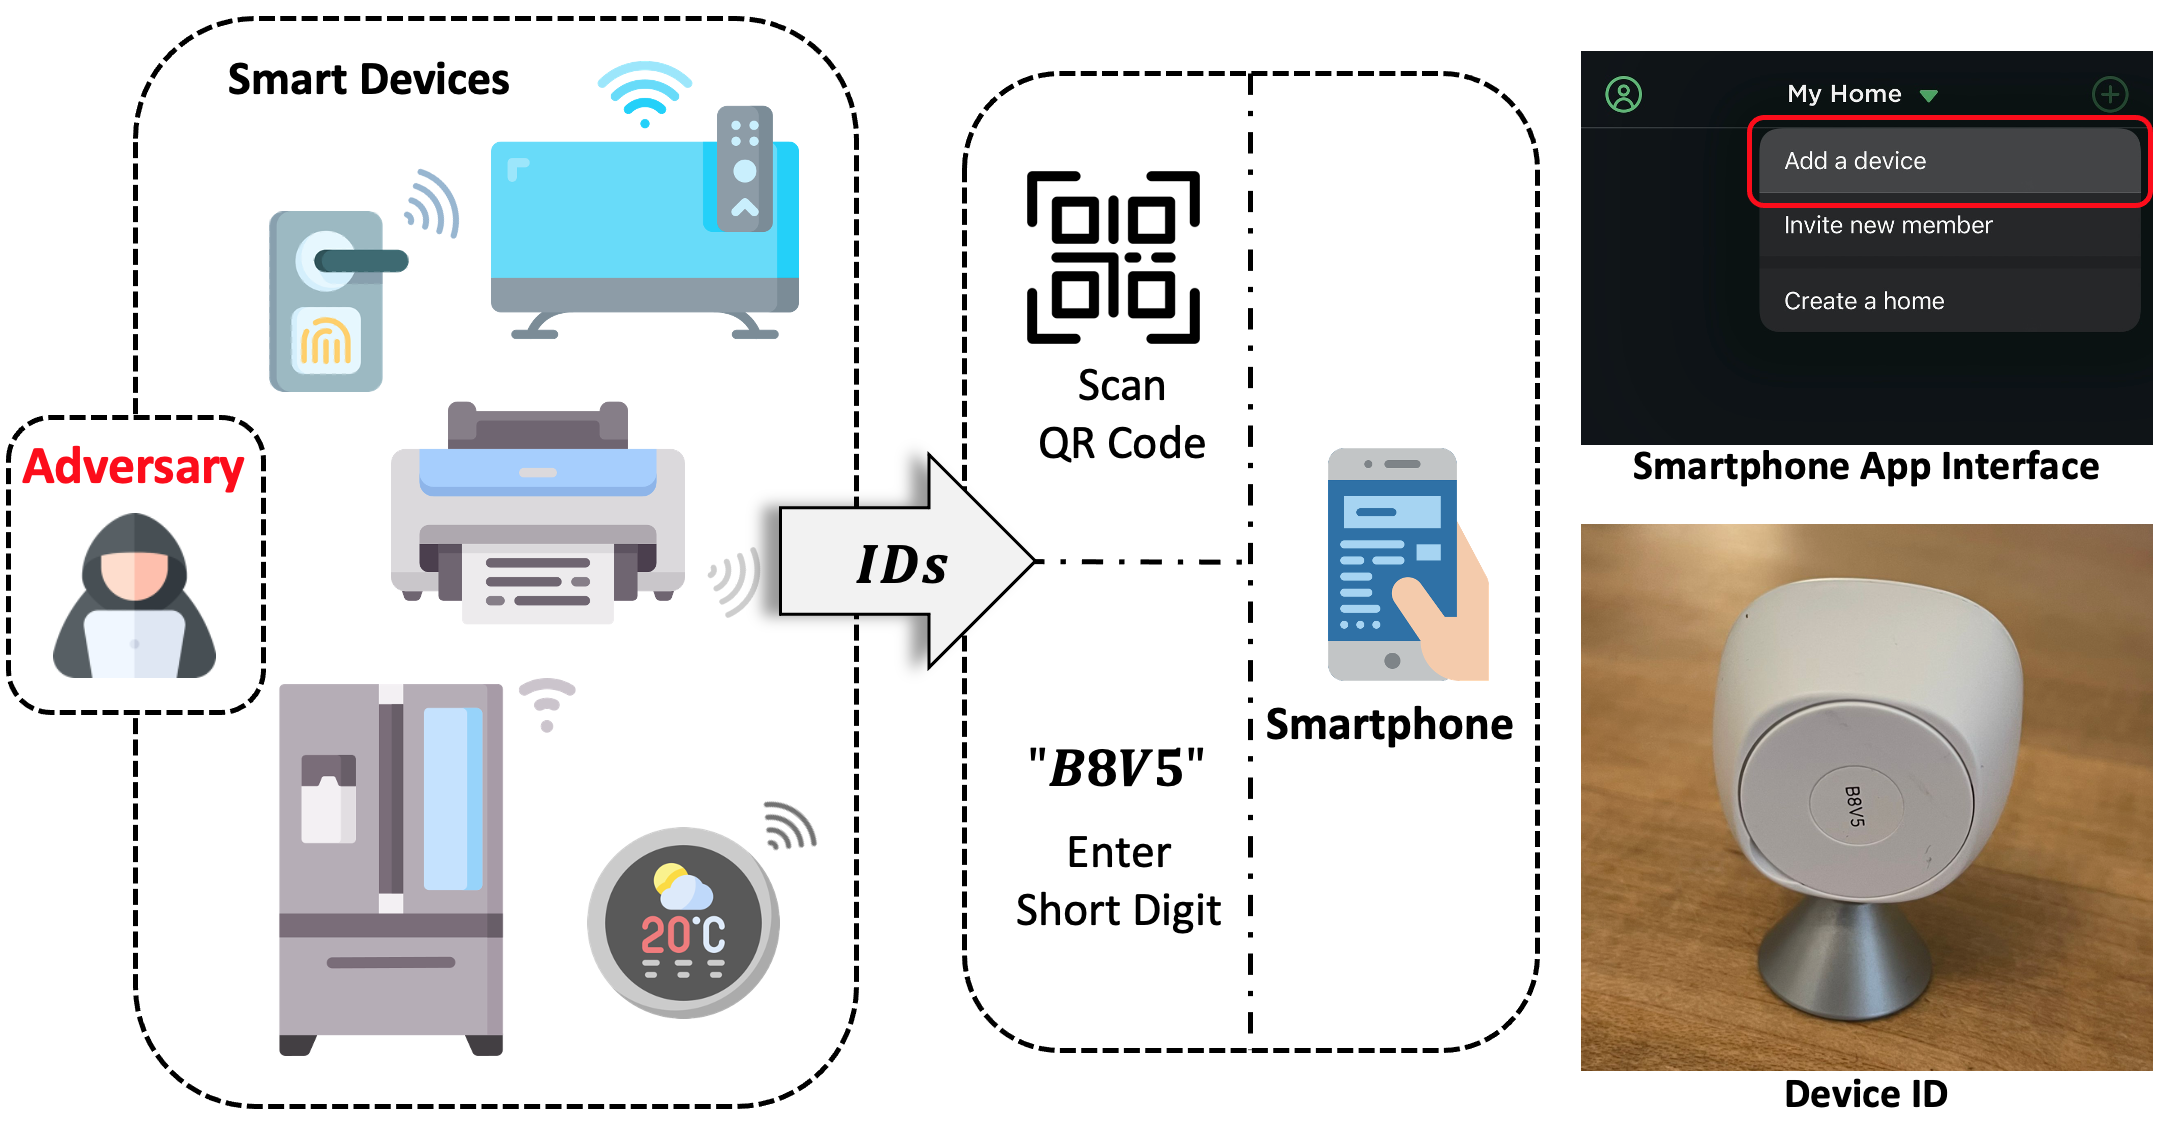 Smart Devices
Adversary
20°C
IDs
Scan
QR Code
"B8V5"
Enter
Short Digit
Smartphone
My Home
Add a device
Invite new member
Create a home
Smartphone App Interface
B8V5
Device ID